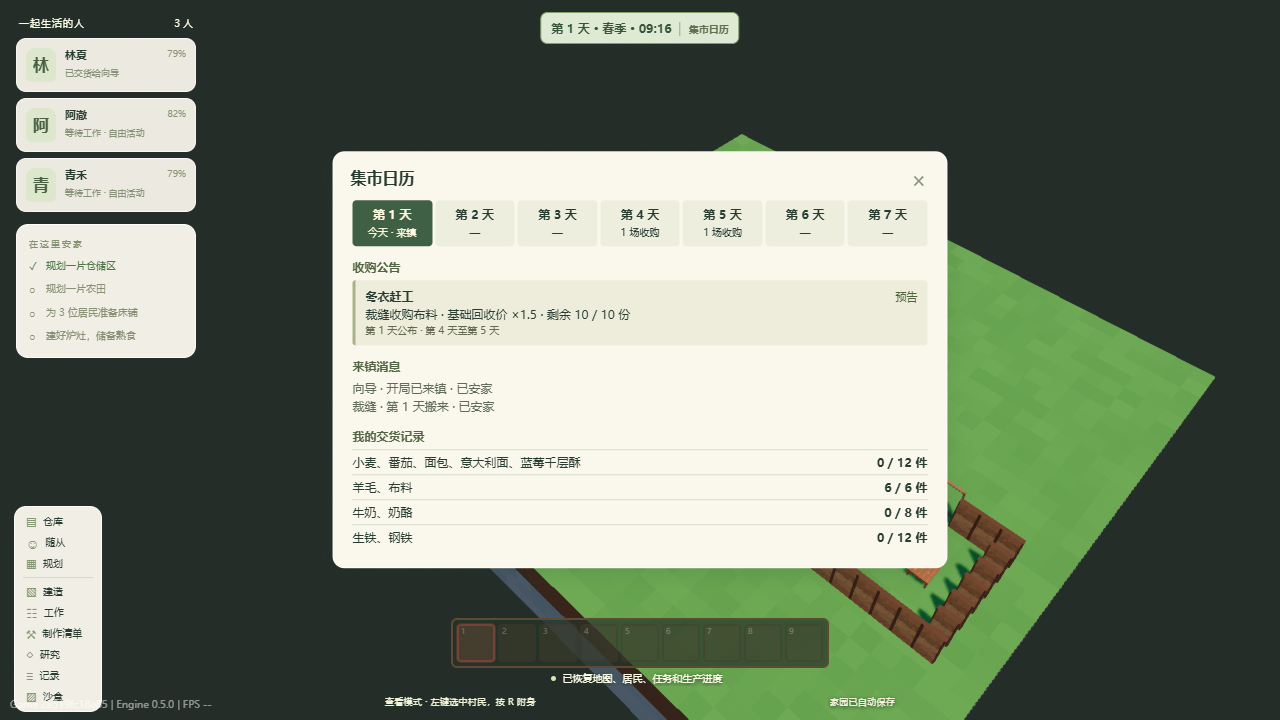 一起生活的人 3 人
林 林夏 79%
已交货给向导
阿 阿澈 82%
等待工作 · 自由活动
青 青禾 79%
等待工作 · 自由活动
在这里安家
✓ 规划一片仓储区
○ 规划一片农田
○ 为 3 位居民准备床铺
○ 建好炉灶，储备熟食
仓库
随从
规划
建造
工作
制作清单
研究
记录
沙盒
5 | Engine 0.5.0 | FPS --
第 1 天 • 春季 • 09:16 | 集市日历
集市日历 ×
第 1 天
今天 · 来镇
第 2 天
—
第 3 天
—
第 4 天
1 场收购
第 5 天
1 场收购
第 6 天
—
第 7 天
—
收购公告
冬衣赶工 预告
裁缝收购布料 · 基础回收价 ×1.5 · 剩余 10 / 10 份
第 1 天公布 · 第 4 天至第 5 天
来镇消息
向导 · 开局已来镇 · 已安家
裁缝 · 第 1 天搬来 · 已安家
我的交货记录
小麦、番茄、面包、意大利面、蓝莓千层酥 0 / 12 件
羊毛、布料 6 / 6 件
牛奶、奶酪 0 / 8 件
生铁、钢铁 0 / 12 件
1 2 3 4 5 6 7 8 9
已恢复地图、居民、任务和生产进度
查看模式 · 左键选中村民，按 R 附身
家园已自动保存